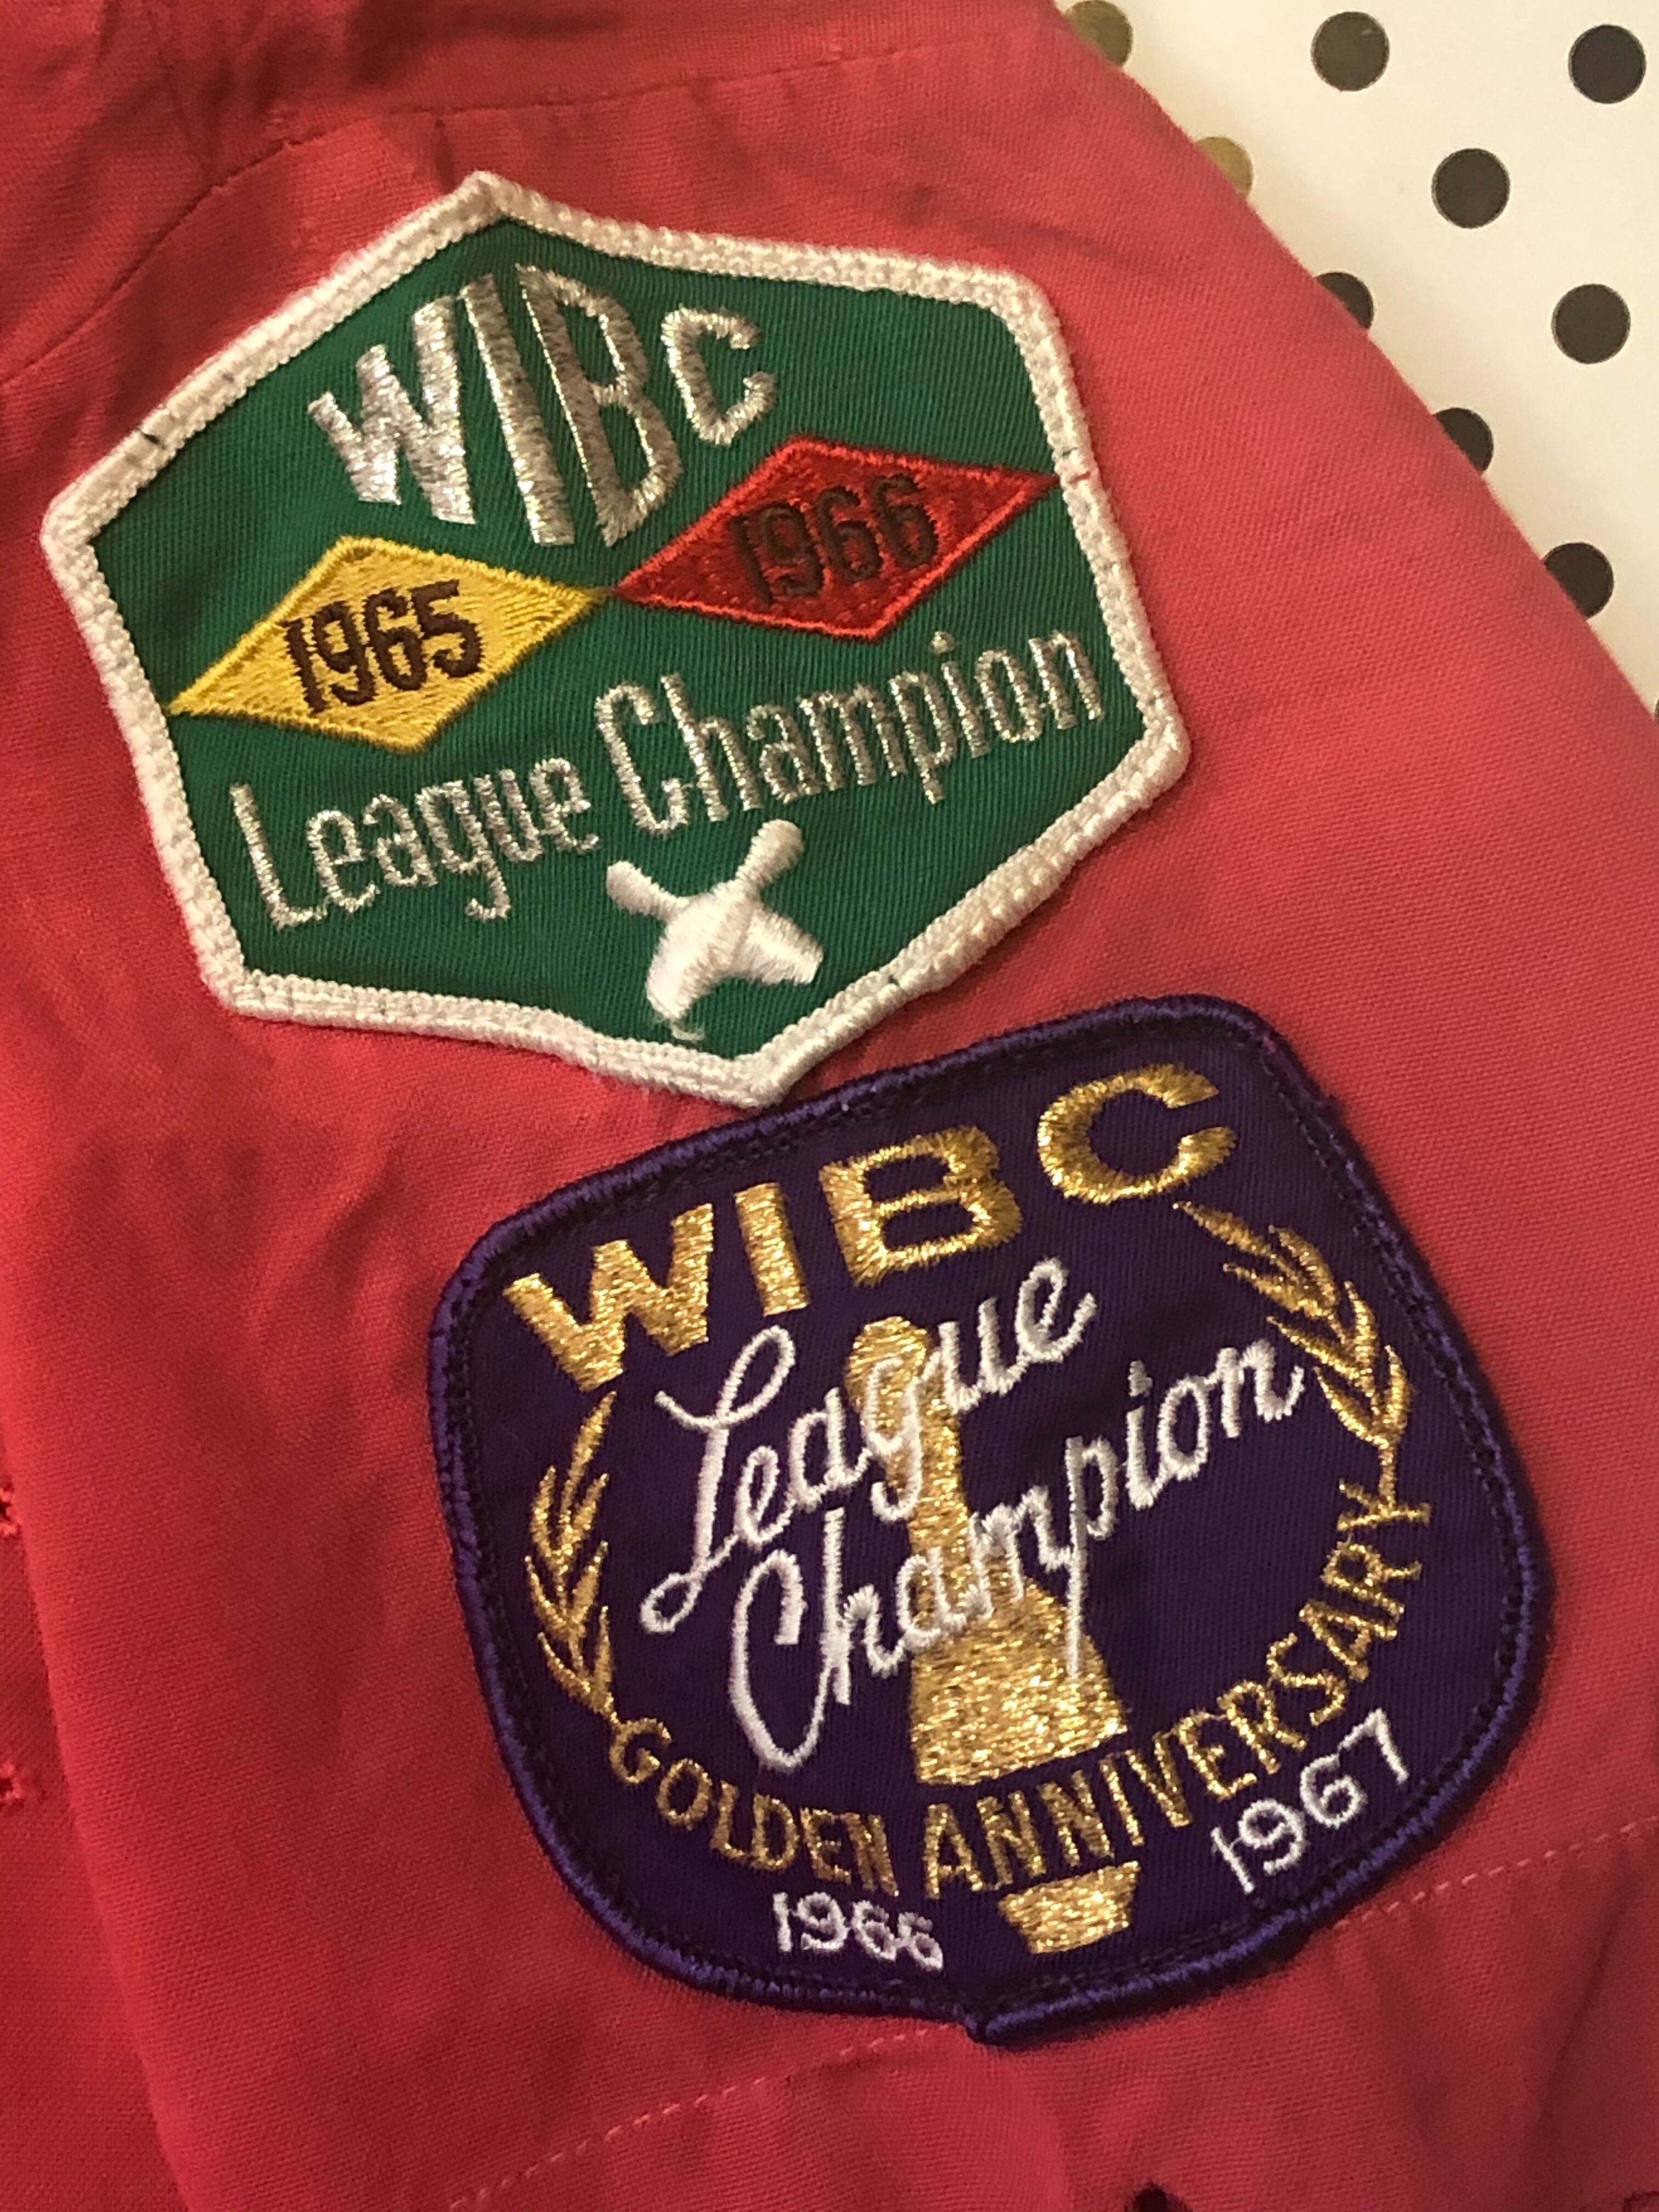 WIBC
1965 1966
League Champion
WIBC
League
Champion
GOLDEN ANNIVERSARY
1966 1967